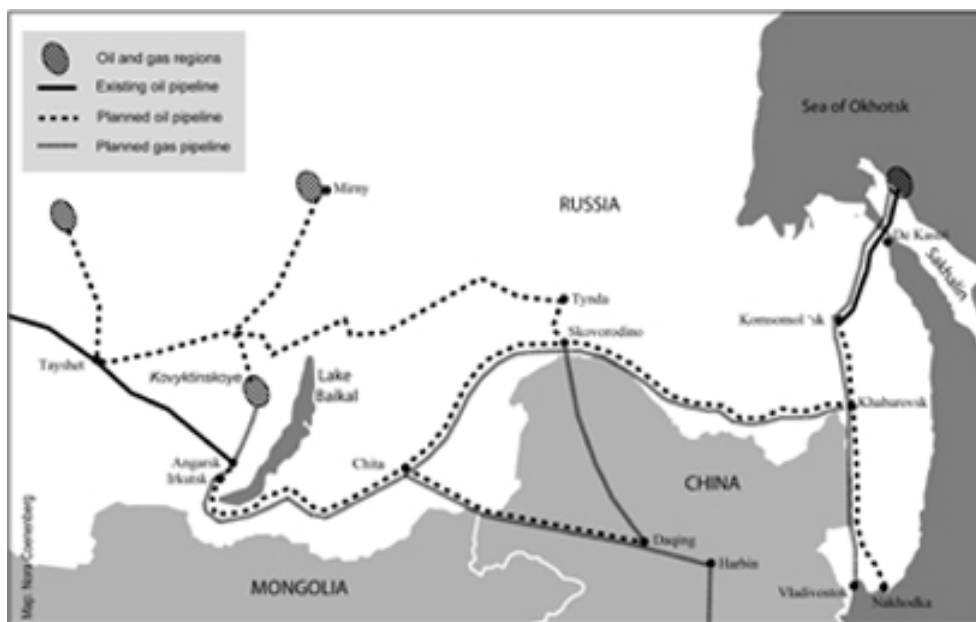 Oil and gas regions
Existing oil pipeline
Planned oil pipeline
Planned gas pipeline
Sea of Okhotsk
Mirny
RUSSIA
De Kastri
Sakhalin
Tynda
Komsomol'sk
Skovorodino
Tayshet
Kovyktinskoye
Lake
Baikal
Khabarovsk
Angarsk
Irkutsk
Chita
CHINA
Daqing
Harbin
MONGOLIA
Vladivostok
Nakhodka
Map: Nora Coenenberg